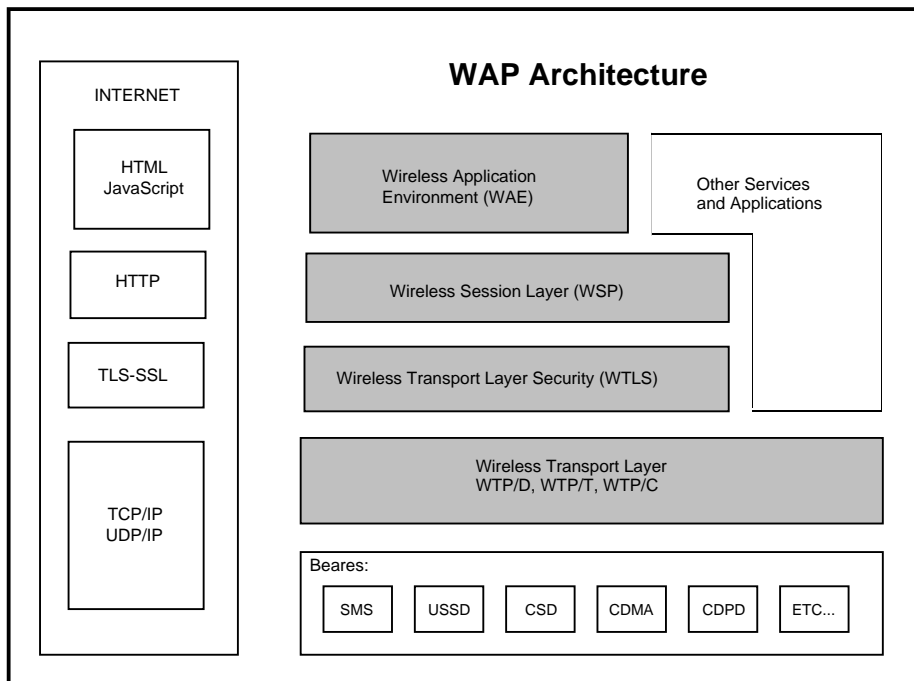 WAP Architecture
INTERNET
HTML
JavaScript
HTTP
TLS-SSL
TCP/IP
UDP/IP
Wireless Application
Environment (WAE)
Other Services
and Applications
Wireless Session Layer (WSP)
Wireless Transport Layer Security (WTLS)
Wireless Transport Layer
WTP/D, WTP/T, WTP/C
Beares:
SMS
USSD
CSD
CDMA
CDPD
ETC...